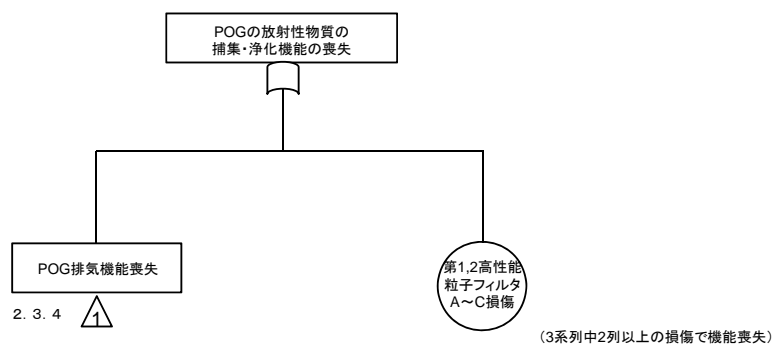 POGの放射性物質の
捕集・浄化機能の喪失
POG排気機能喪失
2. 3. 4
1
第1,2高性能
粒子フィルタ
A~C損傷
(3系列中2列以上の損傷で機能喪失)